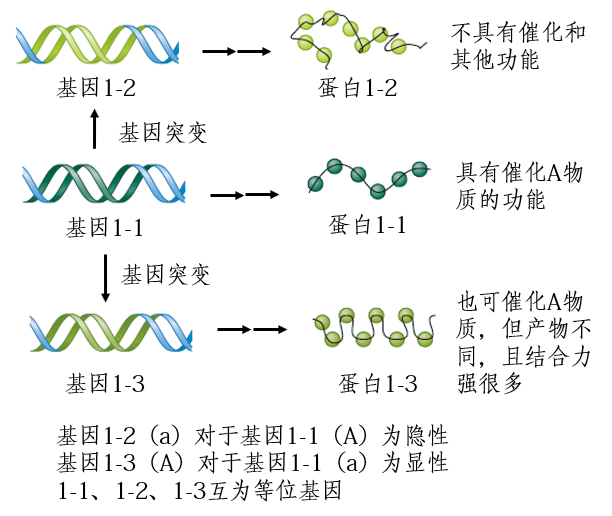 基因1-2
蛋白1-2
不具有催化和
其他功能
基因突变
基因1-1
蛋白1-1
具有催化A物
质的功能
基因突变
基因1-3
蛋白1-3
也可催化A物
质，但产物不
同，且结合力
强很多
基因1-2（a）对于基因1-1（A）为隐性
基因1-3（A）对于基因1-1（a）为显性
1-1、1-2、1-3互为等位基因